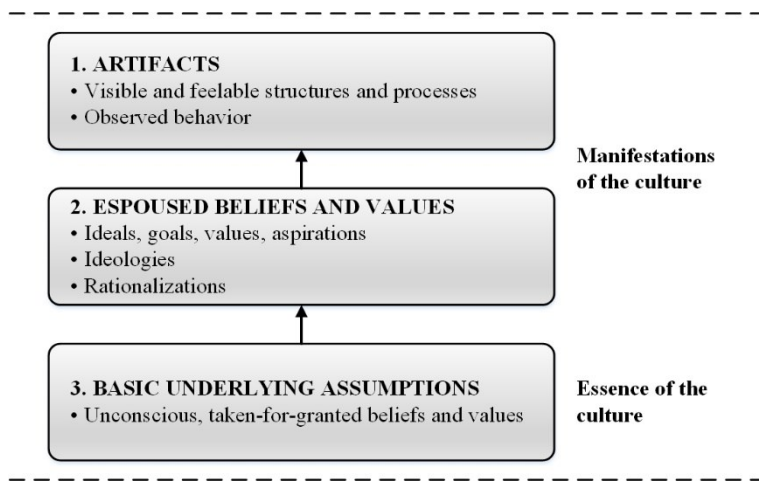 1. ARTIFACTS
• Visible and feelable structures and processes
• Observed behavior
Manifestations
of the culture
2. ESPOUSED BELIEFS AND VALUES
• Ideals, goals, values, aspirations
• Ideologies
• Rationalizations
3. BASIC UNDERLYING ASSUMPTIONS
• Unconscious, taken-for-granted beliefs and values
Essence of the
culture